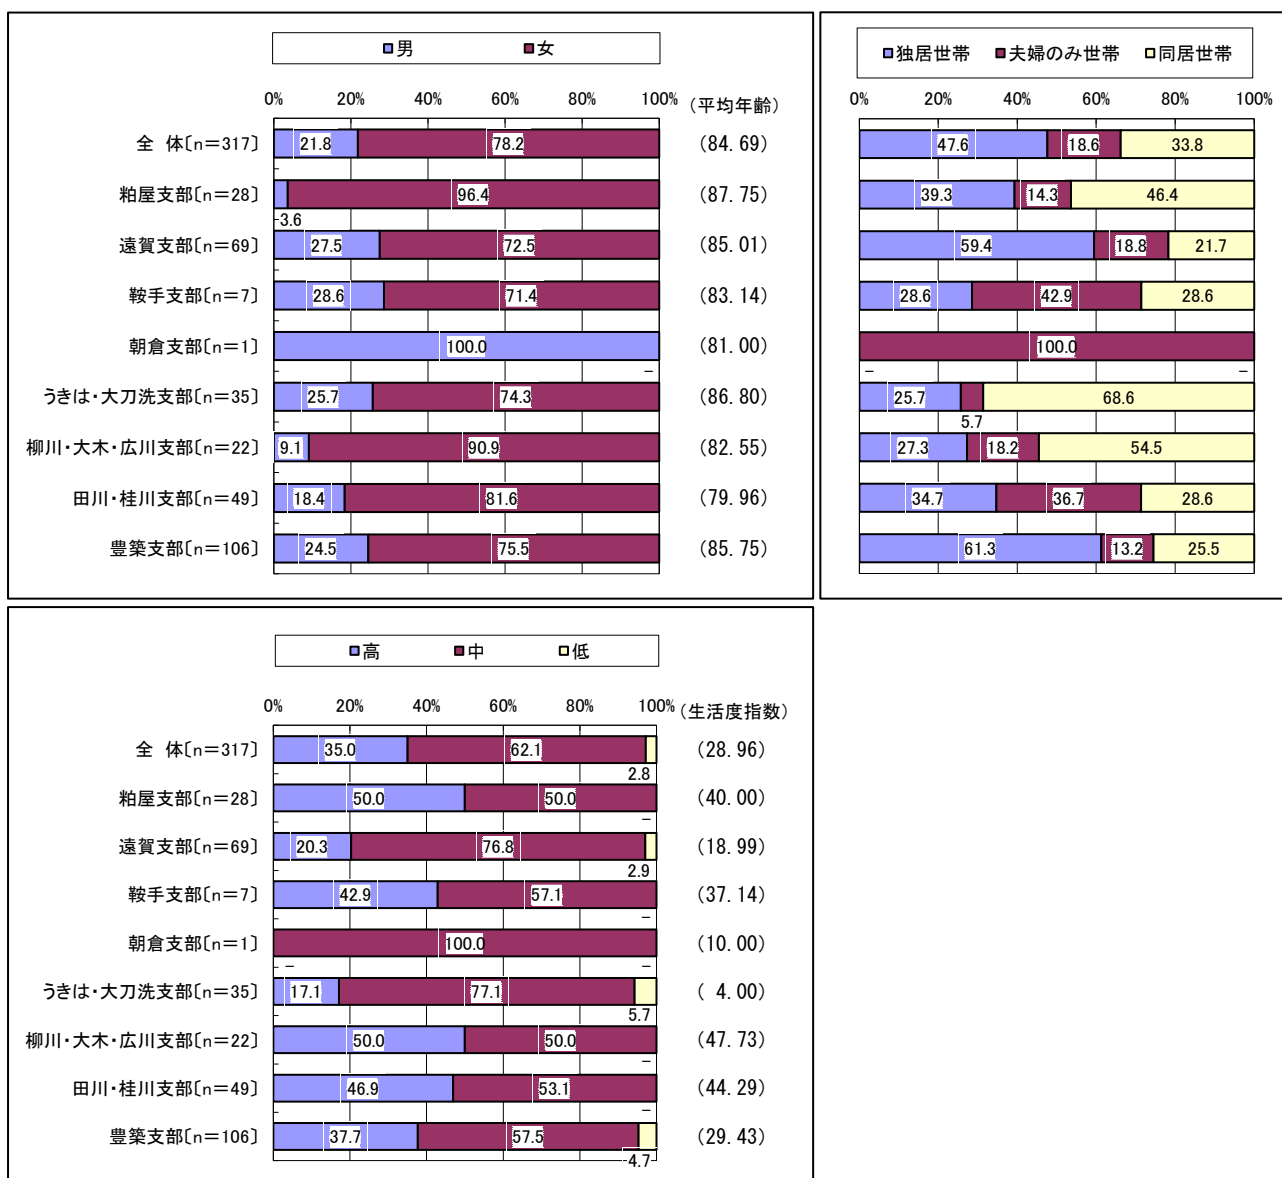 男 女
0% 20% 40% 60% 80% 100% (平均年齢)
全 体〔n=317〕 21.8 78.2 (84.69)
粕屋支部〔n=28〕 3.6 96.4 (87.75)
遠賀支部〔n=69〕 27.5 72.5 (85.01)
鞍手支部〔n=7〕 28.6 71.4 (83.14)
朝倉支部〔n=1〕 100.0 − (81.00)
うきは・大刀洗支部〔n=35〕 25.7 74.3 (86.80)
柳川・大木・広川支部〔n=22〕 9.1 90.9 (82.55)
田川・桂川支部〔n=49〕 18.4 81.6 (79.96)
豊築支部〔n=106〕 24.5 75.5 (85.75)
独居世帯 夫婦のみ世帯 同居世帯
0% 20% 40% 60% 80% 100%
47.6 18.6 33.8
39.3 14.3 46.4
59.4 18.8 21.7
28.6 42.9 28.6
− 100.0 −
25.7 5.7 68.6
27.3 18.2 54.5
34.7 36.7 28.6
61.3 13.2 25.5
高 中 低
0% 20% 40% 60% 80% 100% (生活度指数)
全 体〔n=317〕 35.0 62.1 2.8 (28.96)
粕屋支部〔n=28〕 50.0 50.0 − (40.00)
遠賀支部〔n=69〕 20.3 76.8 2.9 (18.99)
鞍手支部〔n=7〕 42.9 57.1 − (37.14)
朝倉支部〔n=1〕 − 100.0 − (10.00)
うきは・大刀洗支部〔n=35〕 17.1 77.1 5.7 ( 4.00)
柳川・大木・広川支部〔n=22〕 50.0 50.0 − (47.73)
田川・桂川支部〔n=49〕 46.9 53.1 − (44.29)
豊築支部〔n=106〕 37.7 57.5 4.7 (29.43)